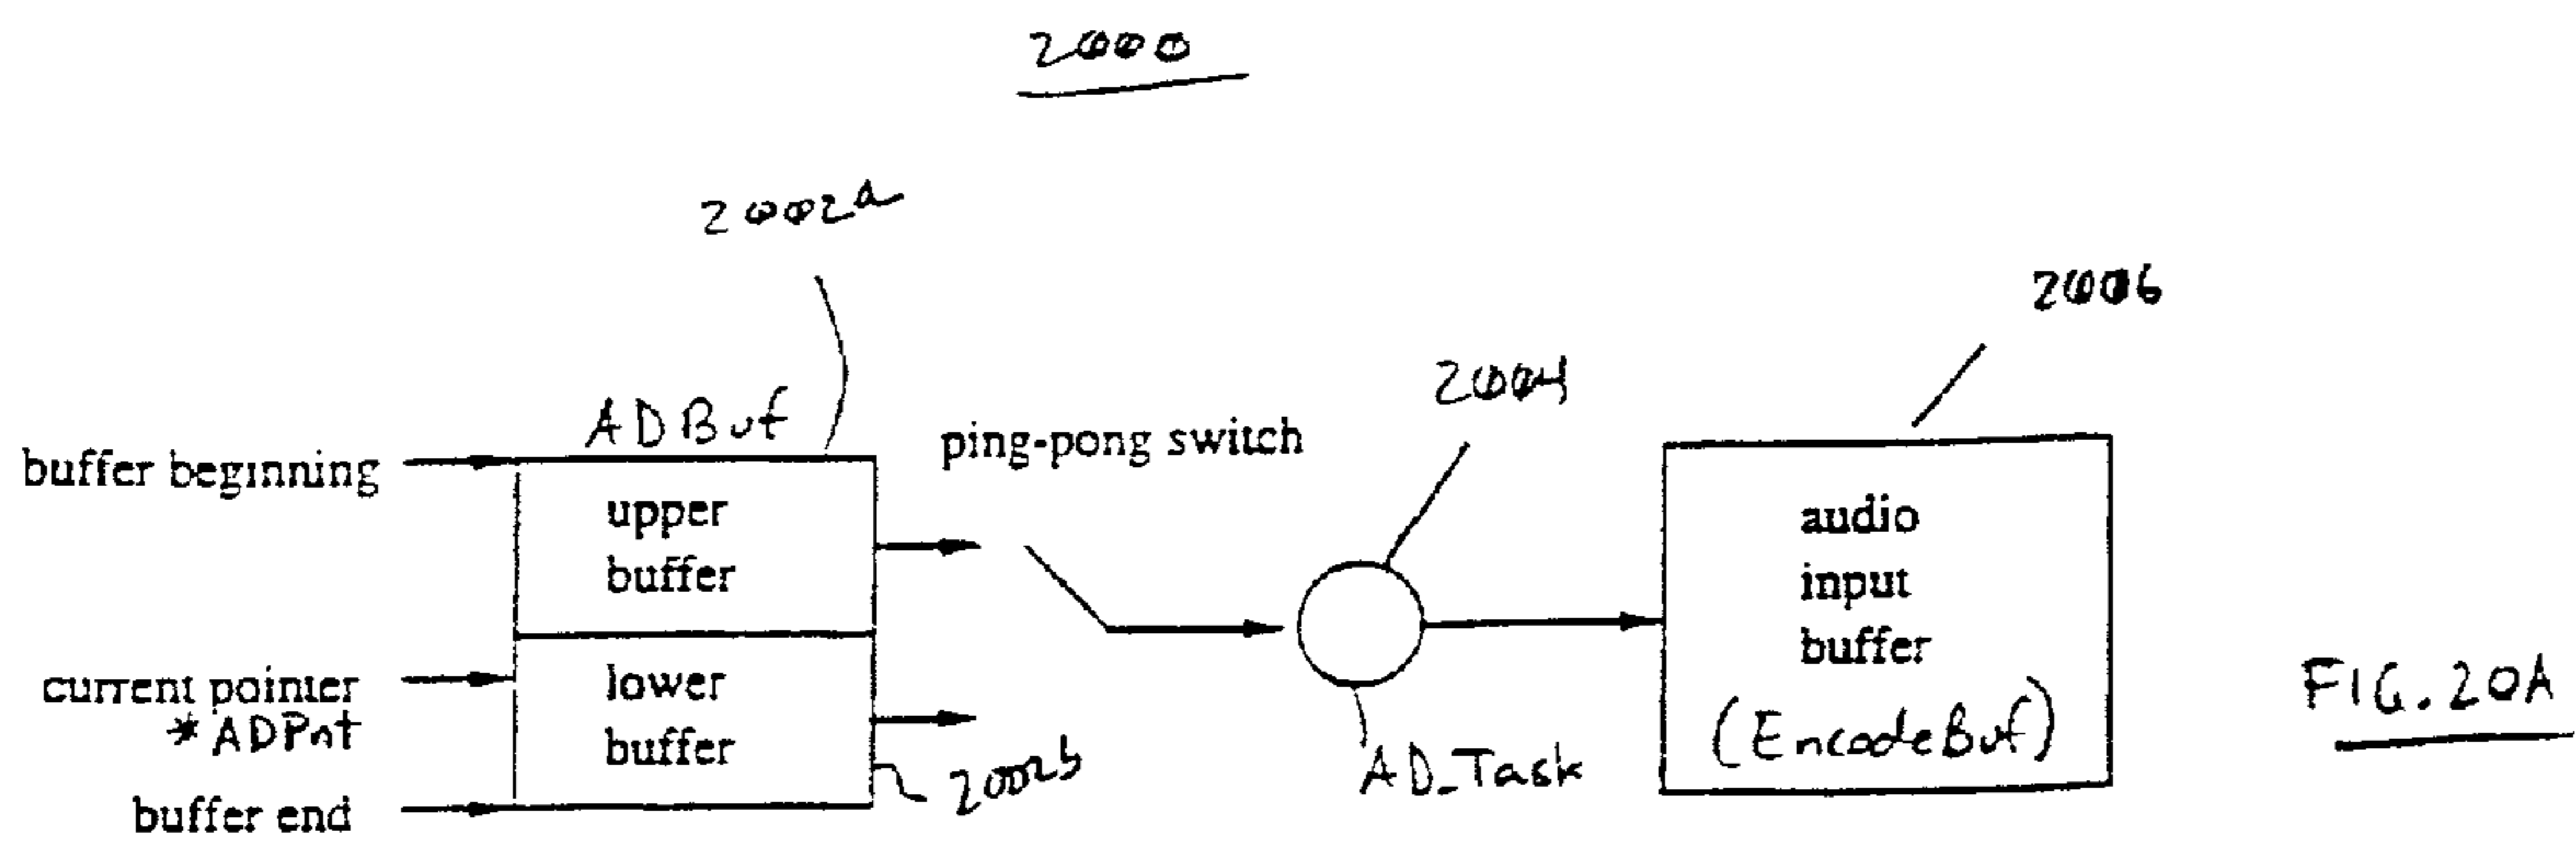 2000
2002a
2006
2004
ADBuf
ping-pong switch
buffer beginning
upper
buffer
audio
input
buffer
(EncodeBuf)
current pointer
*ADPnt
lower
buffer
2002b
AD_Task
buffer end
FIG. 20A